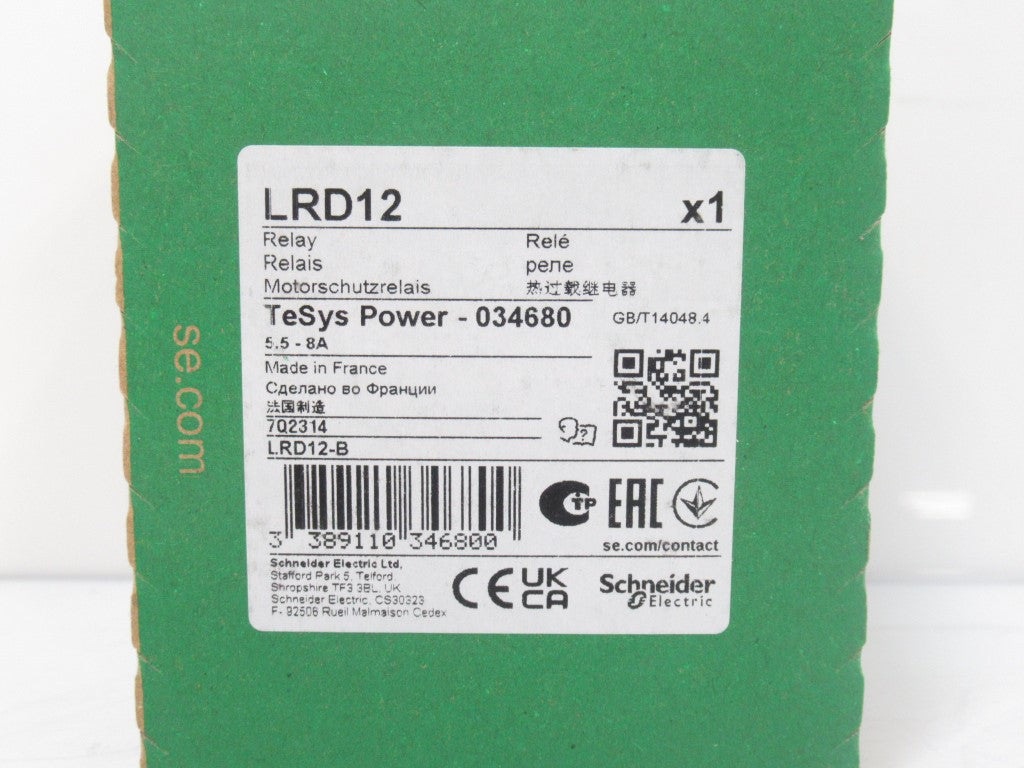 LRD12 x1
Relay Relé
Relais реле
Motorschutzrelais 热过载继电器
TeSys Power - 034680 GB/T14048.4
5.5 - 8A
Made in France
Сделано во Франции
法国制造
7Q2314
LRD12-B
se.com
3 389110 346800
CTP EAC
se.com/contact
Schneider Electric Ltd,
Stafford Park 5, Telford,
Shropshire TF3 3BL, UK
Schneider Electric, CS30323
F- 92506 Rueil Malmaison Cedex
CE UK CA
Schneider Electric